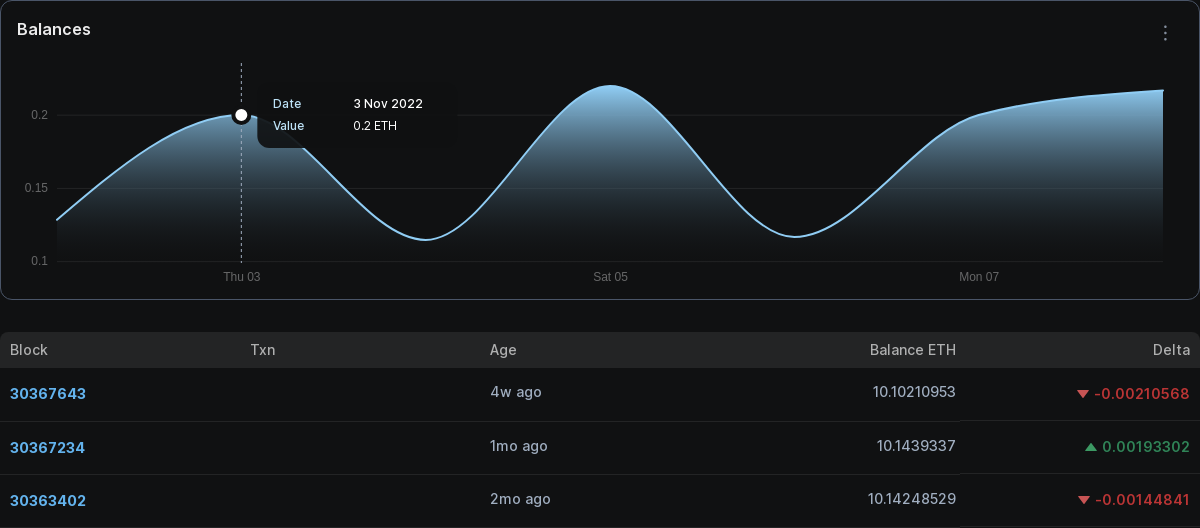 Balances
Date 3 Nov 2022
0.2
Value 0.2 ETH
0.15
0.1
Thu 03 Sat 05 Mon 07
Block Txn Age Balance ETH Delta
30367643 4w ago 10.10210953 -0.00210568
30367234 1mo ago 10.1439337 0.00193302
30363402 2mo ago 10.14248529 -0.00144841